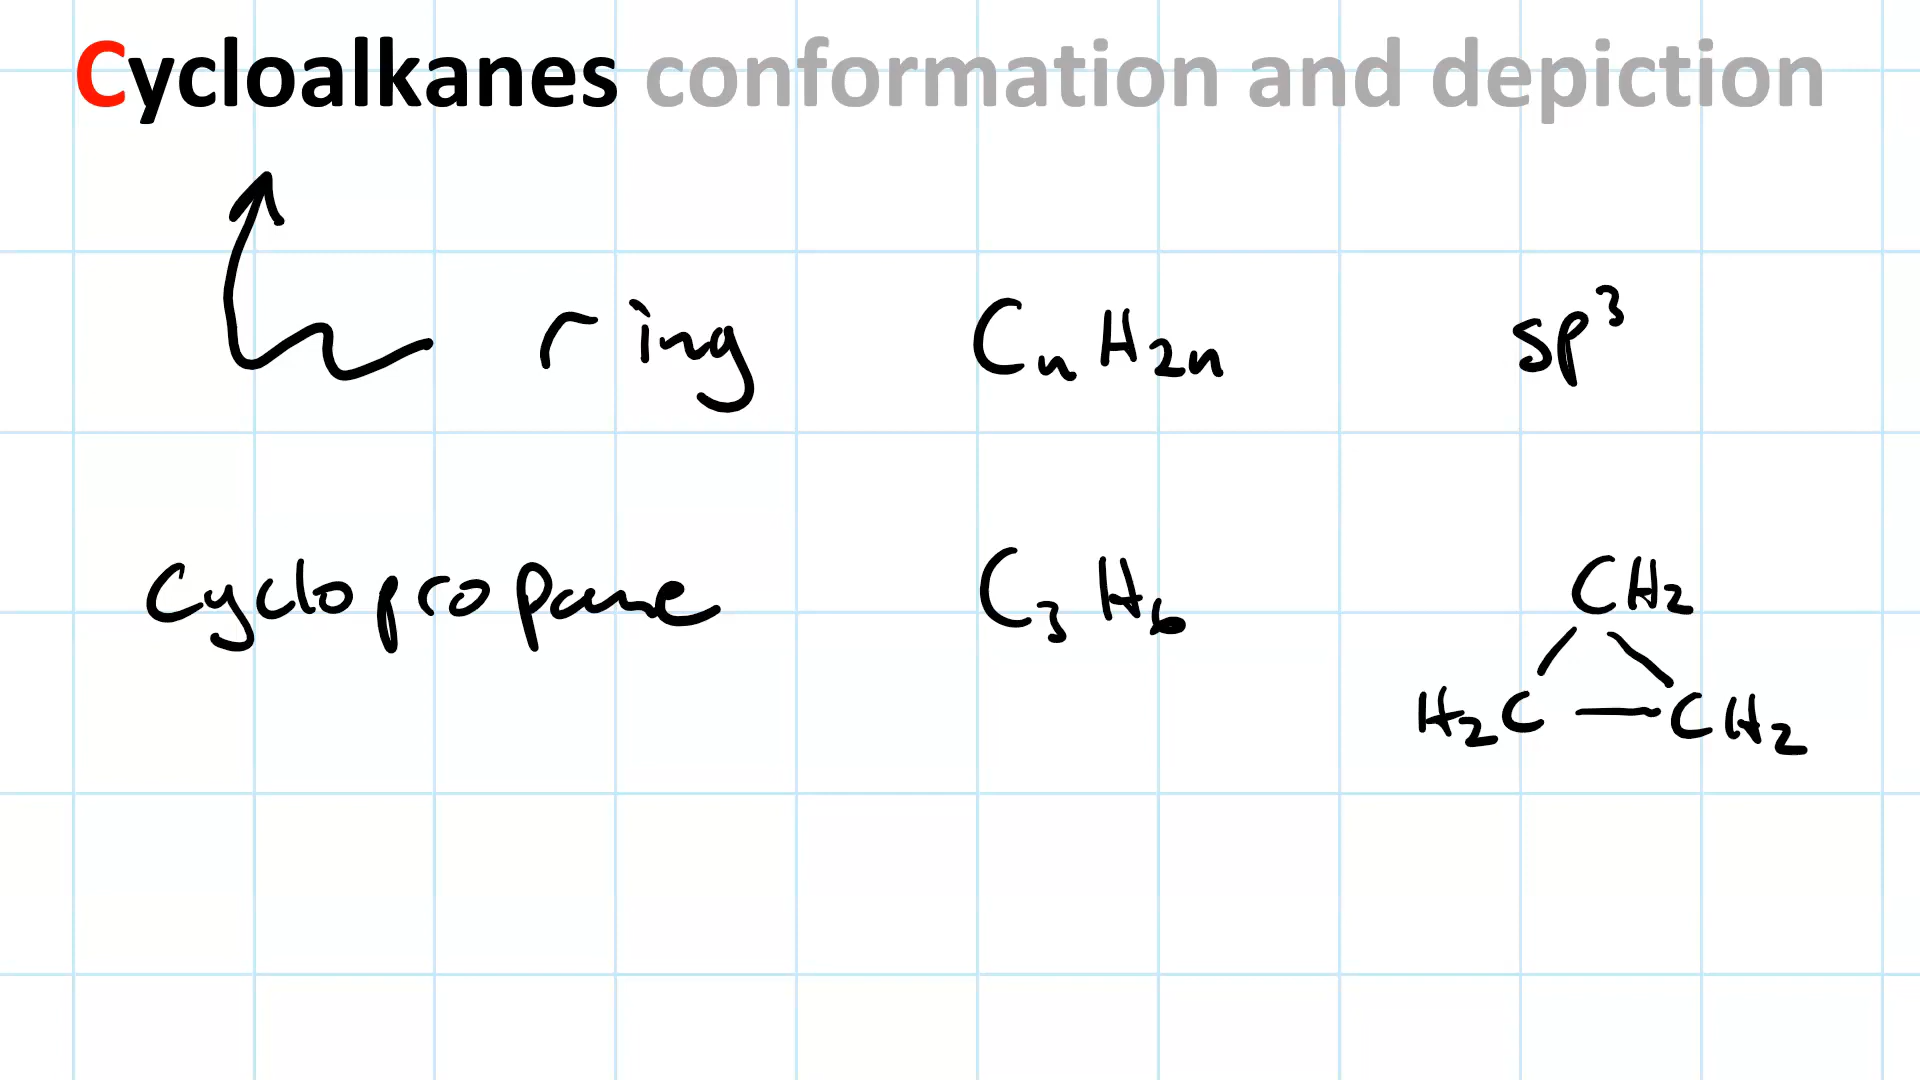 Cycloalkanes conformation and depiction
ring CnH2n sp³
cyclopropane C3H6 CH2
H2C — CH2